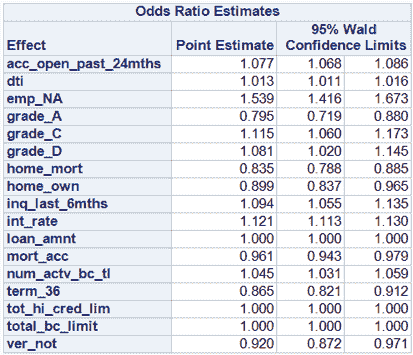 Odds Ratio Estimates
95% Wald
Effect Point Estimate Confidence Limits
acc_open_past_24mths 1.077 1.068 1.086
dti 1.013 1.011 1.016
emp_NA 1.539 1.416 1.673
grade_A 0.795 0.719 0.880
grade_C 1.115 1.060 1.173
grade_D 1.081 1.020 1.145
home_mort 0.835 0.788 0.885
home_own 0.899 0.837 0.965
inq_last_6mths 1.094 1.055 1.135
int_rate 1.121 1.113 1.130
loan_amnt 1.000 1.000 1.000
mort_acc 0.961 0.943 0.979
num_actv_bc_tl 1.045 1.031 1.059
term_36 0.865 0.821 0.912
tot_hi_cred_lim 1.000 1.000 1.000
total_bc_limit 1.000 1.000 1.000
ver_not 0.920 0.872 0.971